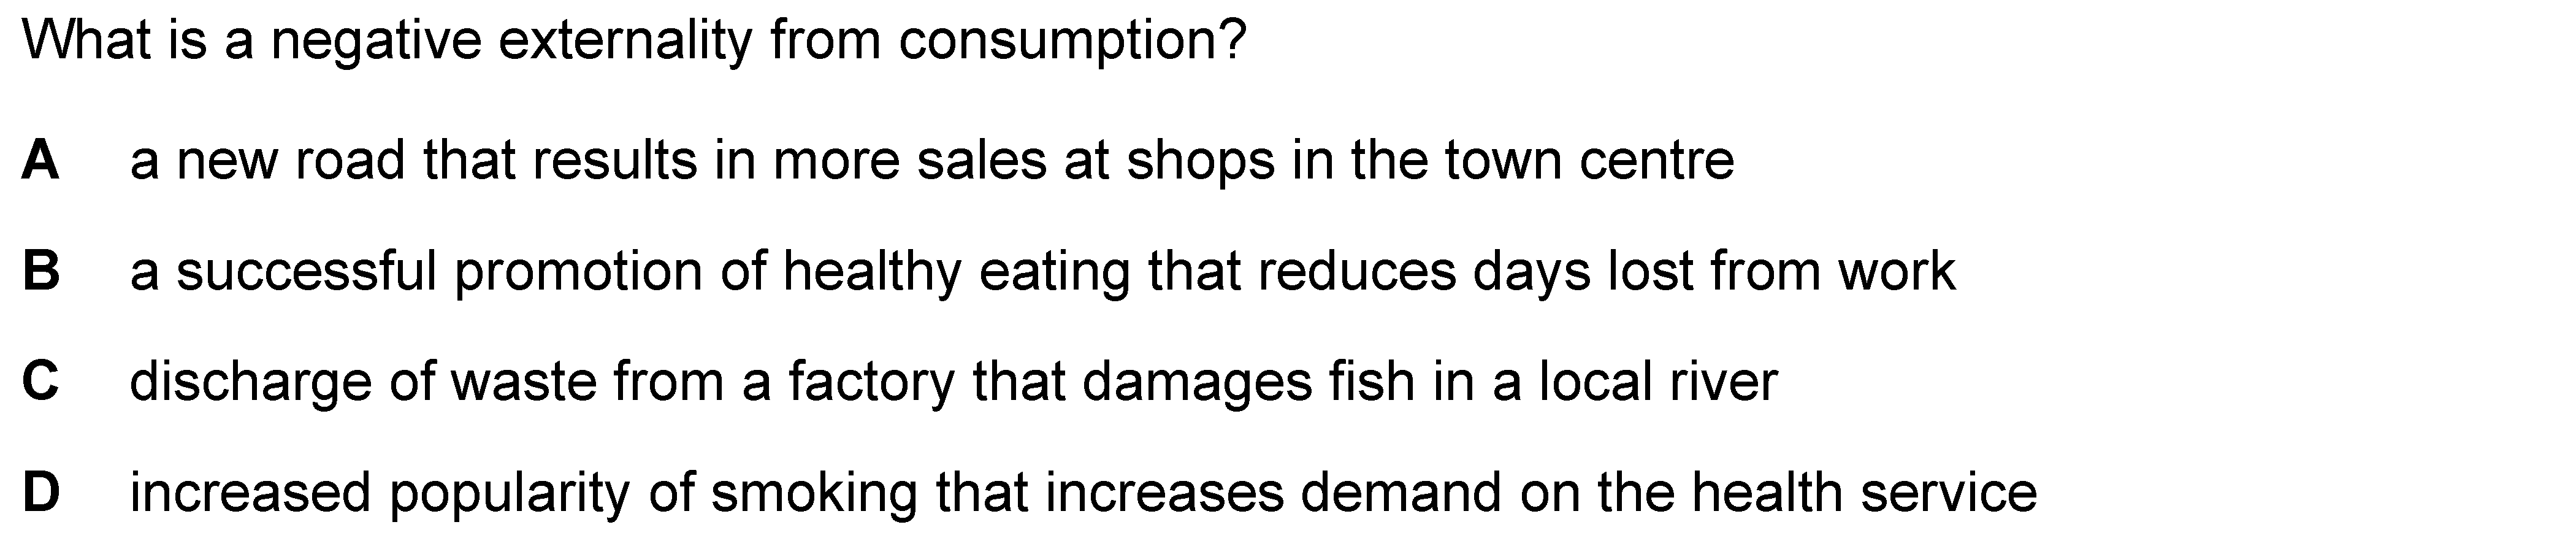 What is a negative externality from consumption?
A a new road that results in more sales at shops in the town centre
B a successful promotion of healthy eating that reduces days lost from work
C discharge of waste from a factory that damages fish in a local river
D increased popularity of smoking that increases demand on the health service